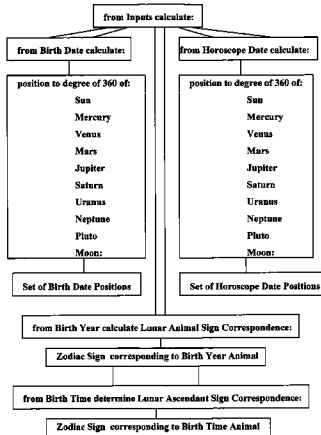 from Inputs calculate:
from Birth Date calculate:
position to degree of 360 of:
Sun
Mercury
Venus
Mars
Jupiter
Saturn
Uranus
Neptune
Pluto
Moon:
Set of Birth Date Positions
from Horoscope Date calculate:
position to degree of 360 of:
Sun
Mercury
Venus
Mars
Jupiter
Saturn
Uranus
Neptune
Pluto
Moon:
Set of Horoscope Date Positions
from Birth Year calculate Lunar Animal Sign Correspondence:
Zodiac Sign corresponding to Birth Year Animal
from Birth Time determine Lunar Ascendant Sign Correspondence:
Zodiac Sign corresponding to Birth Time Animal